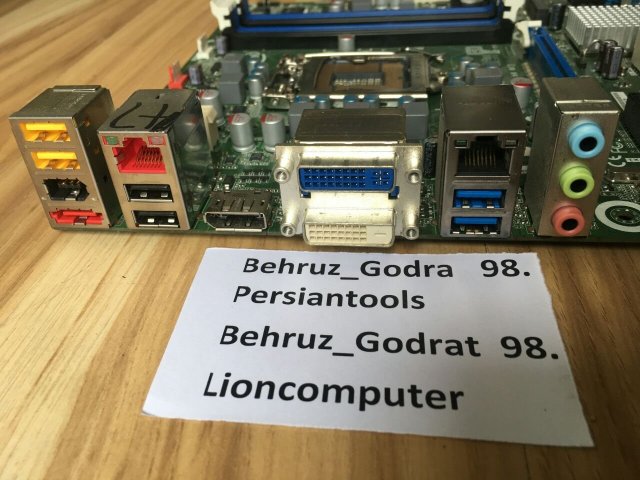 Behruz_Godra 98.
Persiantools
Behruz_Godrat 98.
Lioncomputer